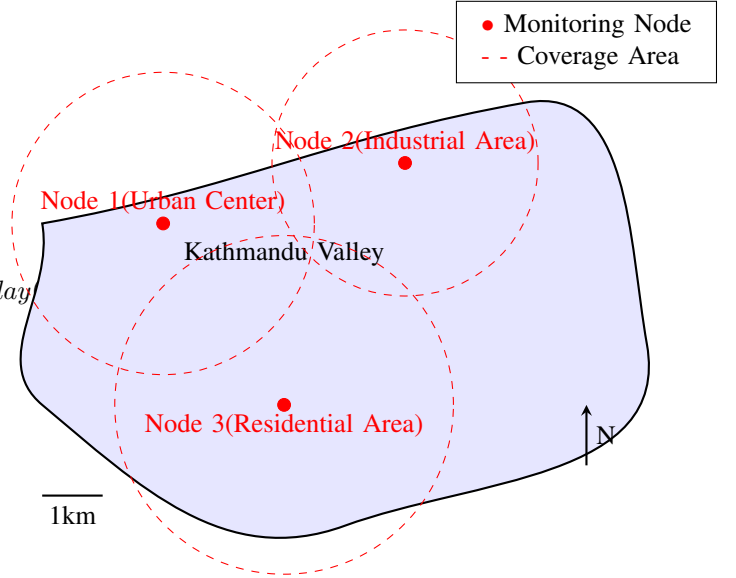 Monitoring Node
Coverage Area
Node 2(Industrial Area)
Node 1(Urban Center)
Kathmandu Valley
Node 3(Residential Area)
N
1km